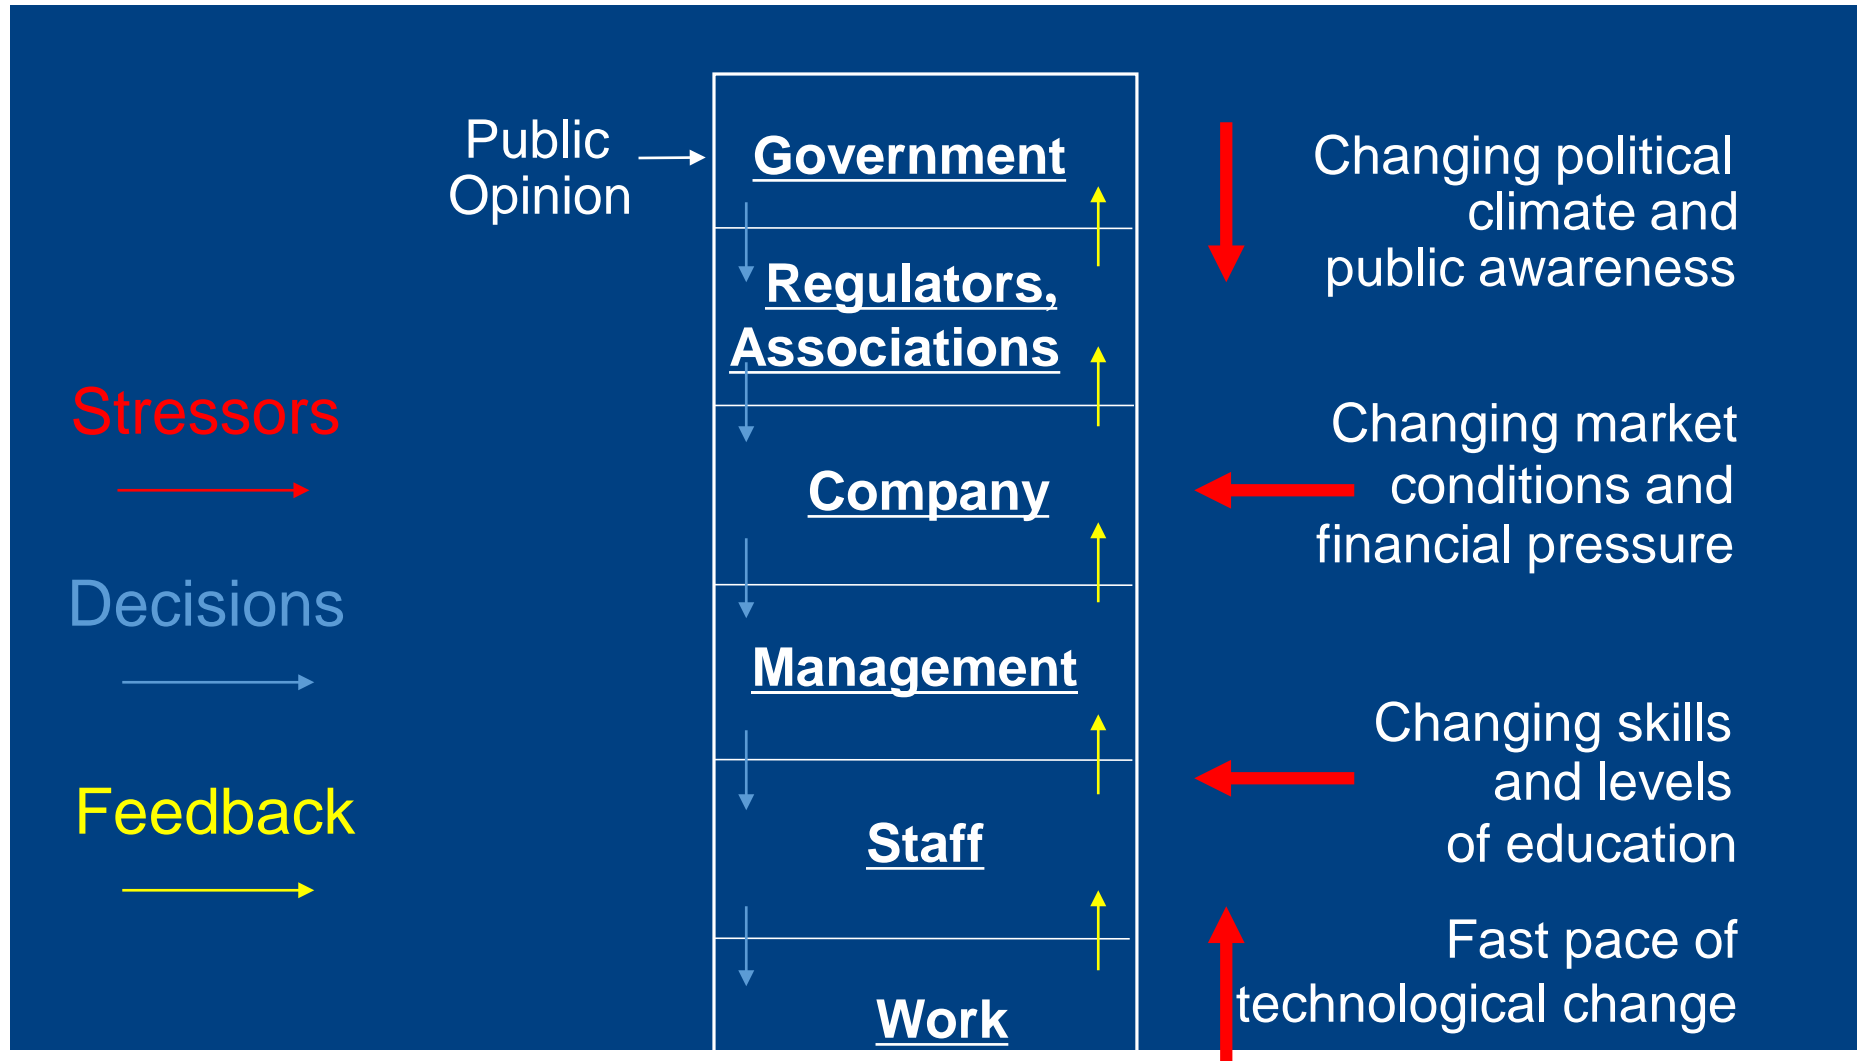 Public
Opinion
Government
Regulators,
Associations
Company
Management
Staff
Work
Stressors
Decisions
Feedback
Changing political
climate and
public awareness
Changing market
conditions and
financial pressure
Changing skills
and levels
of education
Fast pace of
technological change